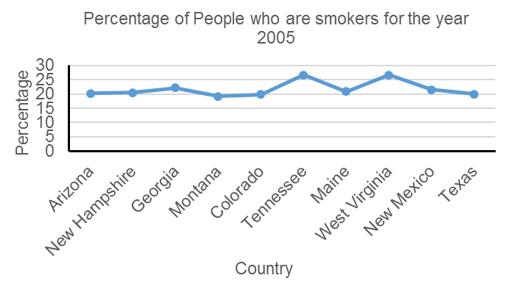 Percentage of People who are smokers for the year
2005
Percentage
30
25
20
15
10
5
0
Arizona
New Hampshire
Georgia
Montana
Colorado
Tennessee
Maine
West Virginia
New Mexico
Texas
Country